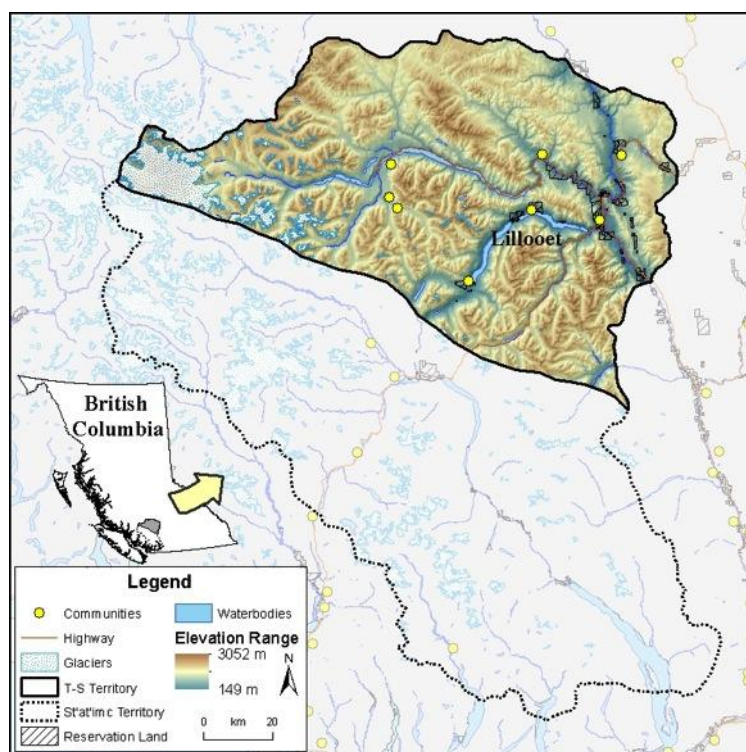 Lillooet
British
Columbia
Legend
Communities
Highway
Glaciers
T-S Territory
St'at'imc Territory
Reservation Land
Waterbodies
Elevation Range
3052 m
149 m
N
km
0 20